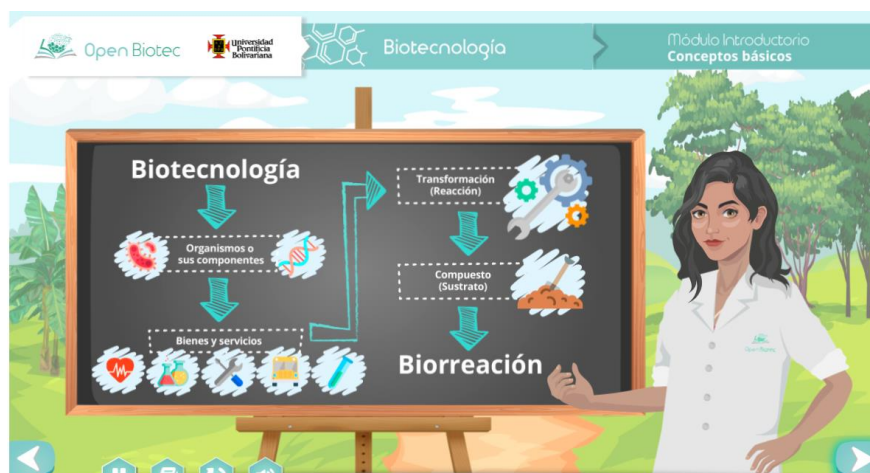 Open Biotec
Universidad
Pontificia
Bolivariana
Biotecnología
Módulo Introductorio
Conceptos básicos
Biotecnología
Organismos o
sus componentes
Bienes y servicios
Transformación
(Reacción)
Compuesto
(Sustrato)
Biorreación